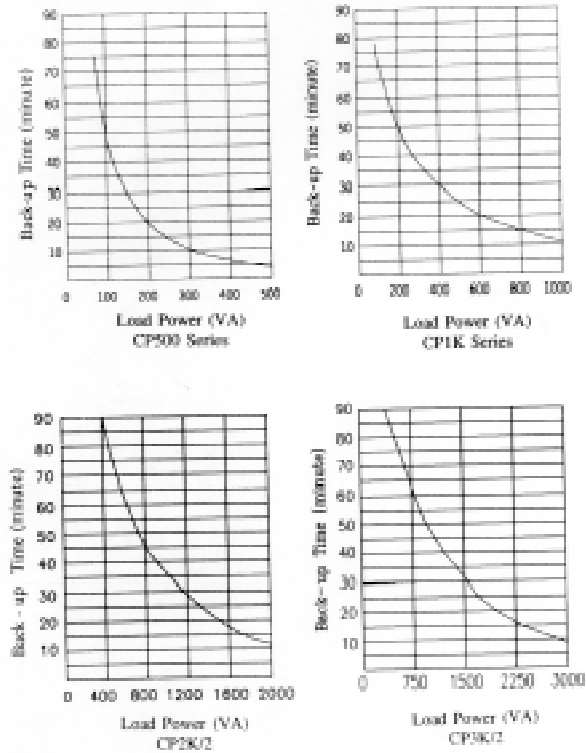 90
80
70
60
50
40
30
20
10
Back-up Time (minute)
0 100 200 300 400 500
Load Power (VA)
CP500 Series
90
80
70
60
50
40
30
20
10
Back-up Time (minute)
0 200 400 600 800 1000
Load Power (VA)
CP1K Series
90
80
70
60
50
40
30
20
10
Back - up Time (minute)
0 400 800 1200 1600 2000
Load Power (VA)
CP2K/2
90
80
70
60
50
40
30
20
10
Back- up Time (minute)
0 750 1500 2250 3000
Load Power (VA)
CP3K/2